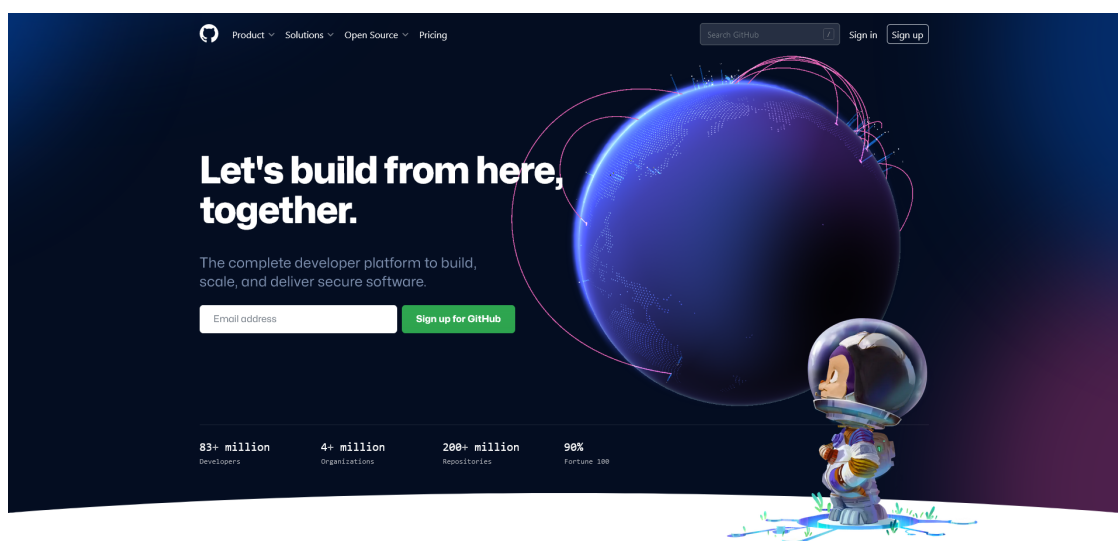 Product Solutions Open Source Pricing Search GitHub / Sign in Sign up
Let's build from here,
together.
The complete developer platform to build,
scale, and deliver secure software.
Email address Sign up for GitHub
83+ million 4+ million 200+ million 90%
Developers Organizations Repositories Fortune 100